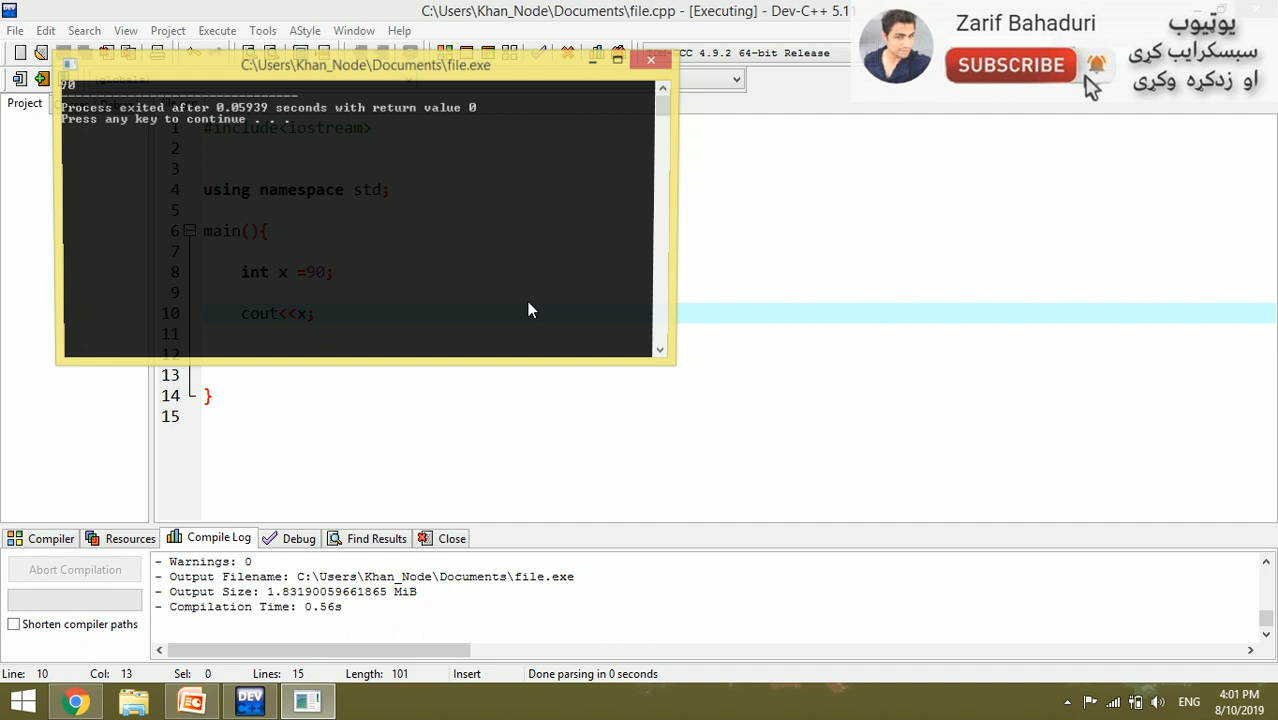 C:\Users\Khan_Node\Documents\file.cpp - [Executing] - Dev-C++ 5.11
File Edit Search View Project Execute Tools AStyle Window Help
4.9.2 64-bit Release
C:\Users\Khan_Node\Documents\file.exe
Project
90
Process exited after 0.05939 seconds with return value 0
Press any key to continue . . .
1 #include<iostream>
2
3
4 using namespace std;
5
6 main(){
7
8 int x =90;
9
10 cout<<x;
11
12
13
14 }
15
Zarif Bahaduri
SUBSCRIBE
یوټیوب
سبسکرایب کړی
او زدکړه وکړی
Compiler Resources Compile Log Debug Find Results Close
Abort Compilation
Shorten compiler paths
- Warnings: 0
- Output Filename: C:\Users\Khan_Node\Documents\file.exe
- Output Size: 1.83190059661865 MiB
- Compilation Time: 0.56s
Line: 10 Col: 13 Sel: 0 Lines: 15 Length: 101 Insert Done parsing in 0 seconds
DEV C++
ENG
4:01 PM
8/10/2019